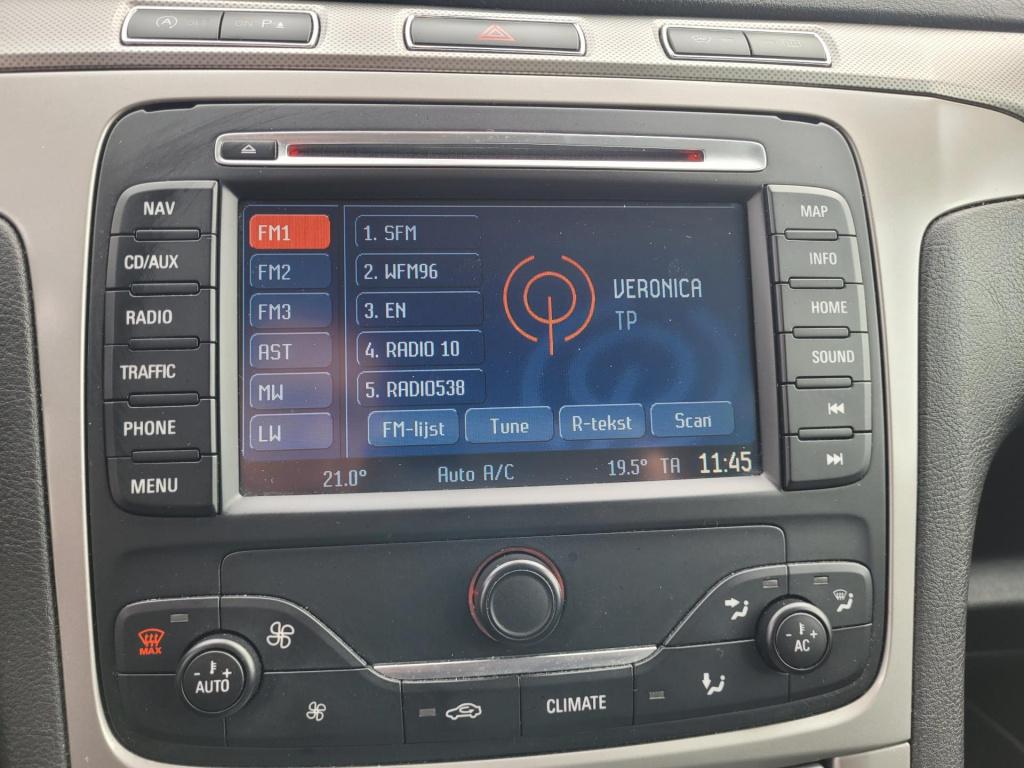 OFF ON P
NAV
CD/AUX
RADIO
TRAFFIC
PHONE
MENU
FM1
FM2
FM3
AST
MW
LW
1. SFM
2. WFM96
3. EN
4. RADIO 10
5. RADIO538
VERONICA
TP
FM-lijst Tune R-tekst Scan
21.0° Auto A/C 19.5° TA 11:45
MAP
INFO
HOME
SOUND
MAX
- +
AUTO
CLIMATE
- +
AC